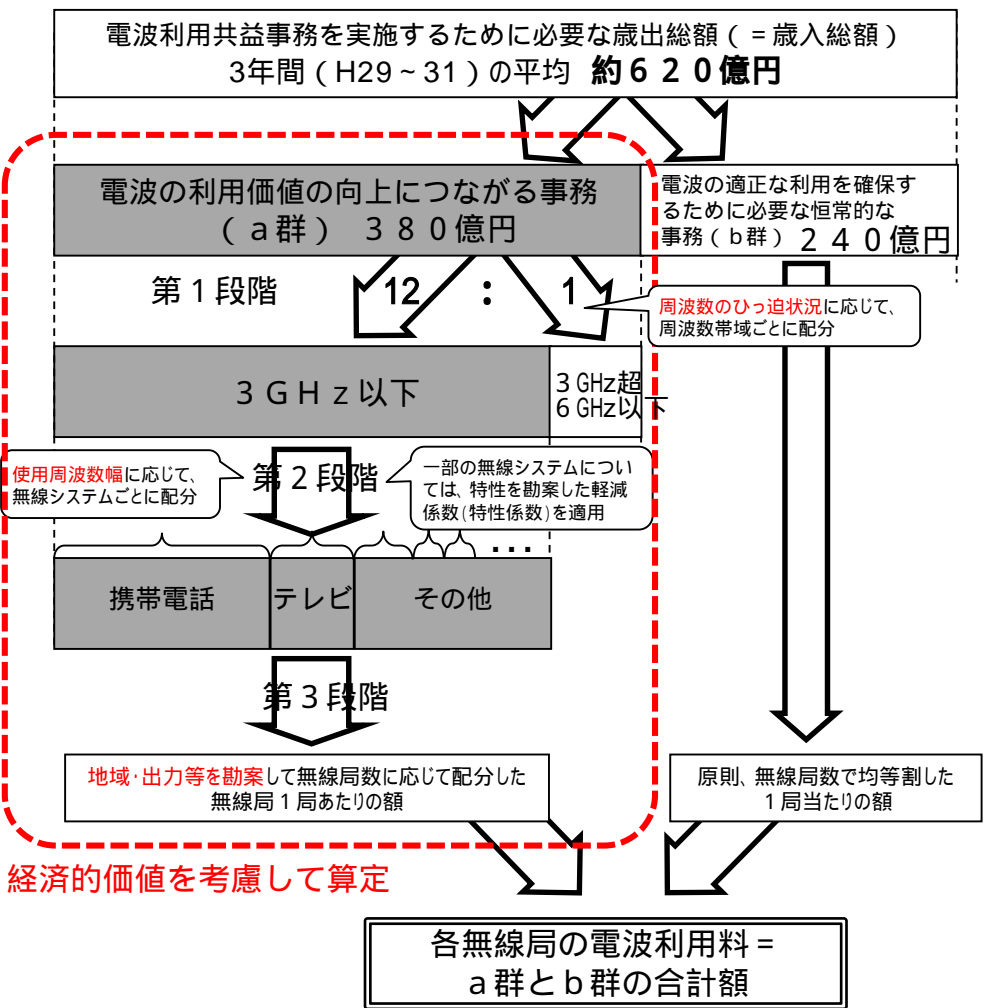 電波利用共益事務を実施するために必要な歳出総額（＝歳入総額）
3年間（H29～31）の平均 約６２０億円
電波の利用価値の向上につながる事務
（ａ群） ３８０億円
電波の適正な利用を確保す
るために必要な恒常的な
事務（ｂ群） ２４０億円
第１段階
12 : 1
周波数のひっ迫状況に応じて、
周波数帯域ごとに配分
３ＧＨｚ以下
３GHz超
６GHz以下
使用周波数幅に応じて、
無線システムごとに配分
第２段階
一部の無線システムについ
ては、特性を勘案した軽減
係数(特性係数)を適用
…
携帯電話
テレビ
その他
第３段階
地域・出力等を勘案して無線局数に応じて配分した
無線局１局あたりの額
原則、無線局数で均等割した
１局当たりの額
経済的価値を考慮して算定
各無線局の電波利用料＝
ａ群とｂ群の合計額